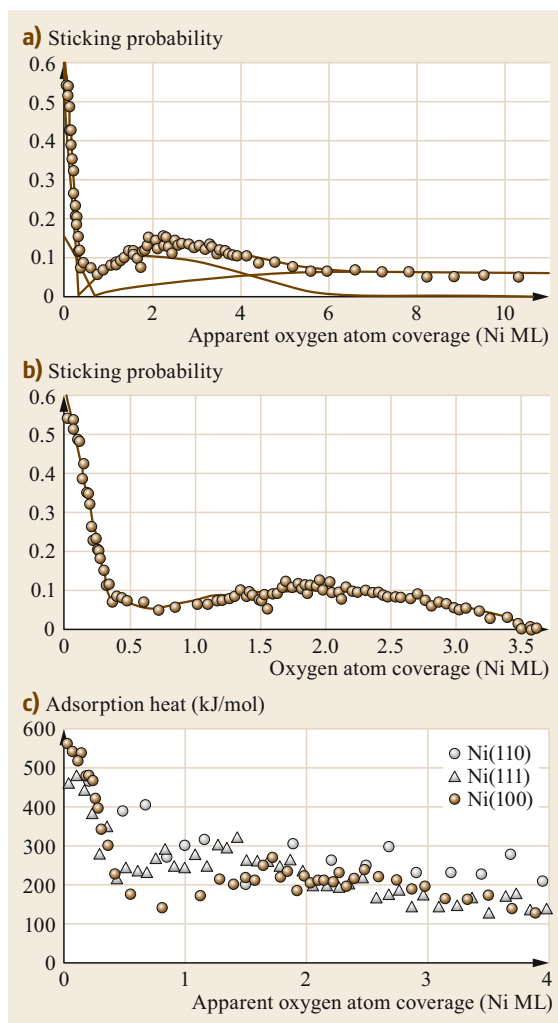 a) Sticking probability
0.6
0.5
0.4
0.3
0.2
0.1
0
0 2 4 6 8 10
Apparent oxygen atom coverage (Ni ML)
b) Sticking probability
0.6
0.5
0.4
0.3
0.2
0.1
0
0 0.5 1.0 1.5 2.0 2.5 3.0 3.5
Oxygen atom coverage (Ni ML)
c) Adsorption heat (kJ/mol)
600
500
400
300
200
100
0
Ni(110)
Ni(111)
Ni(100)
0 1 2 3 4
Apparent oxygen atom coverage (Ni ML)